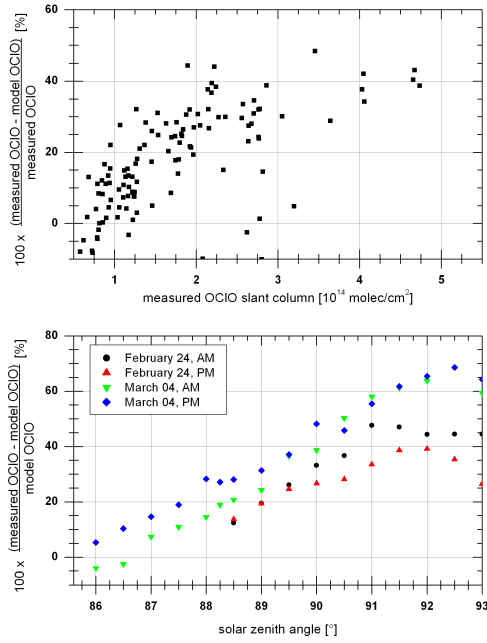 100 x (measured OClO - model OClO) / measured OClO [%]
60
40
20
0
1
2
3
4
5
measured OClO slant column [10^14 molec/cm^2]
100 x (measured OClO - model OClO) / model OClO [%]
80
60
40
20
0
February 24, AM
February 24, PM
March 04, AM
March 04, PM
86
87
88
89
90
91
92
93
solar zenith angle [°]